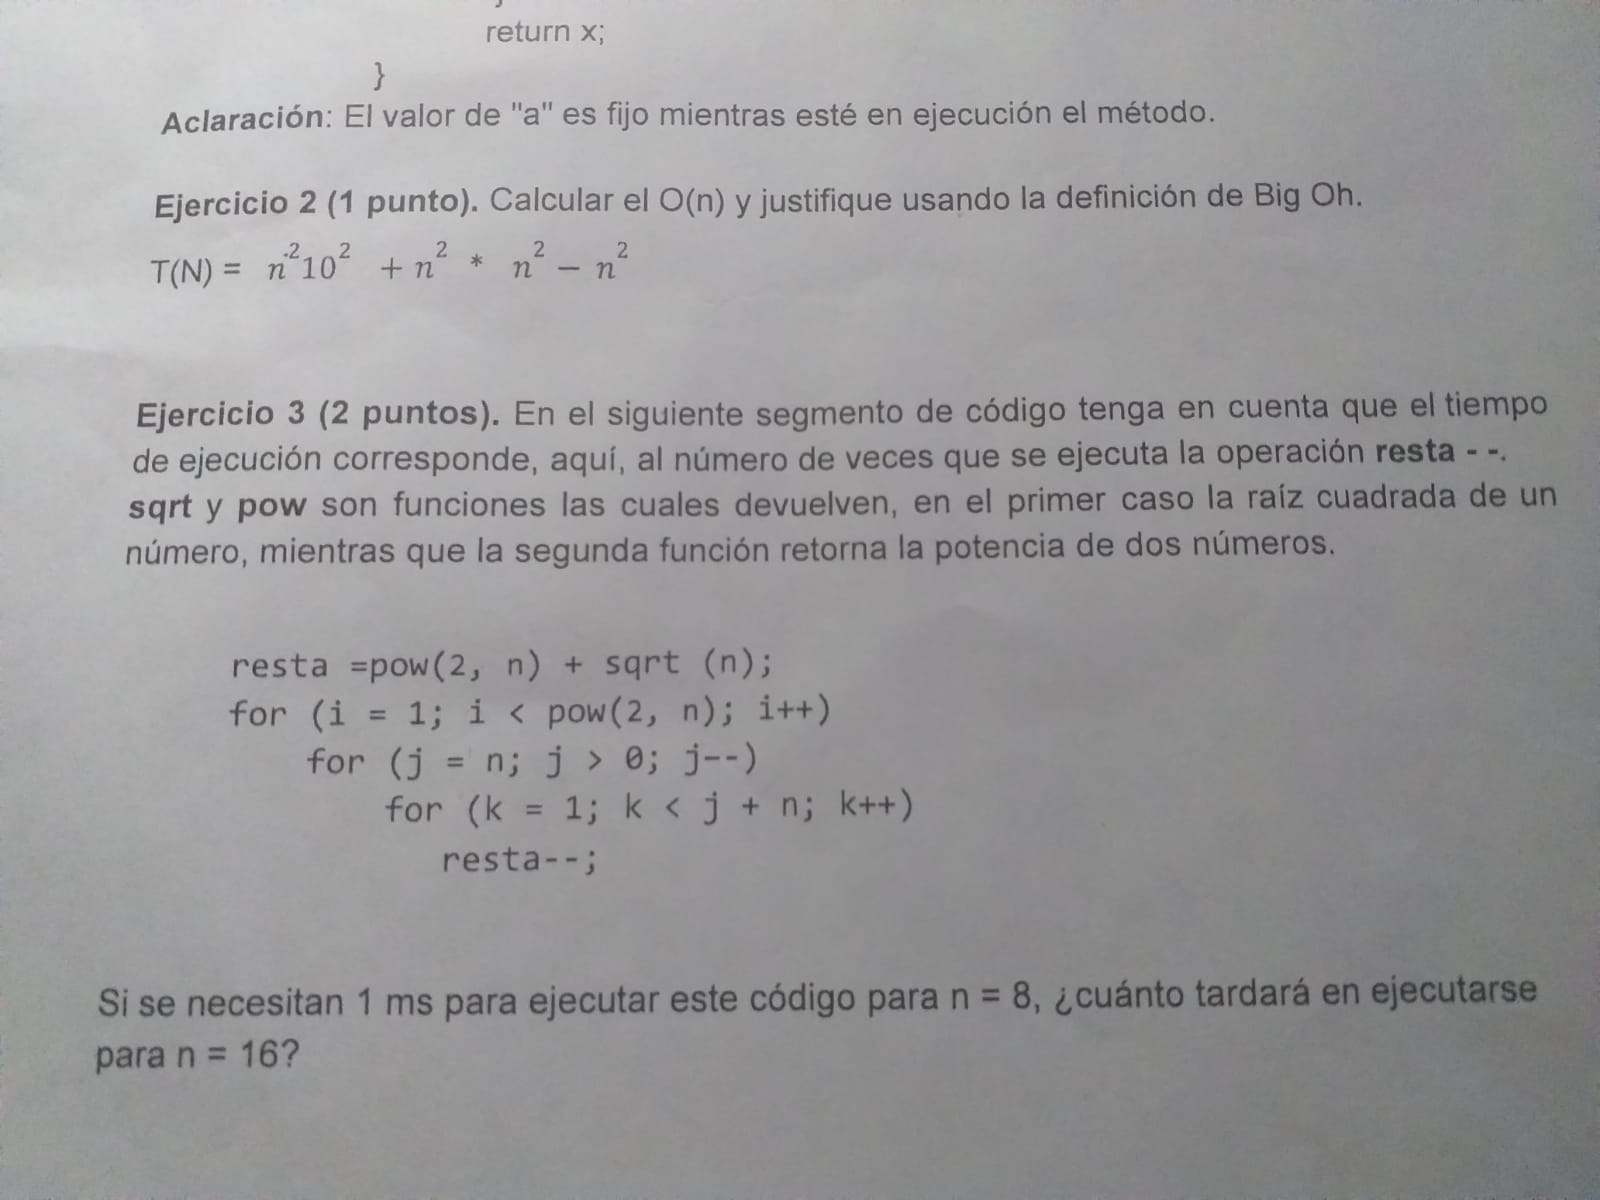 return x;
}
Aclaración: El valor de "a" es fijo mientras esté en ejecución el método.
Ejercicio 2 (1 punto). Calcular el O(n) y justifique usando la definición de Big Oh.
T(N) = n^-2 10^2 + n^2 * n^2 − n^2
Ejercicio 3 (2 puntos). En el siguiente segmento de código tenga en cuenta que el tiempo
de ejecución corresponde, aquí, al número de veces que se ejecuta la operación resta - -.
sqrt y pow son funciones las cuales devuelven, en el primer caso la raíz cuadrada de un
número, mientras que la segunda función retorna la potencia de dos números.
resta =pow(2, n) + sqrt (n);
for (i = 1; i < pow(2, n); i++)
for (j = n; j > 0; j--)
for (k = 1; k < j + n; k++)
resta--;
Si se necesitan 1 ms para ejecutar este código para n = 8, ¿cuánto tardará en ejecutarse
para n = 16?